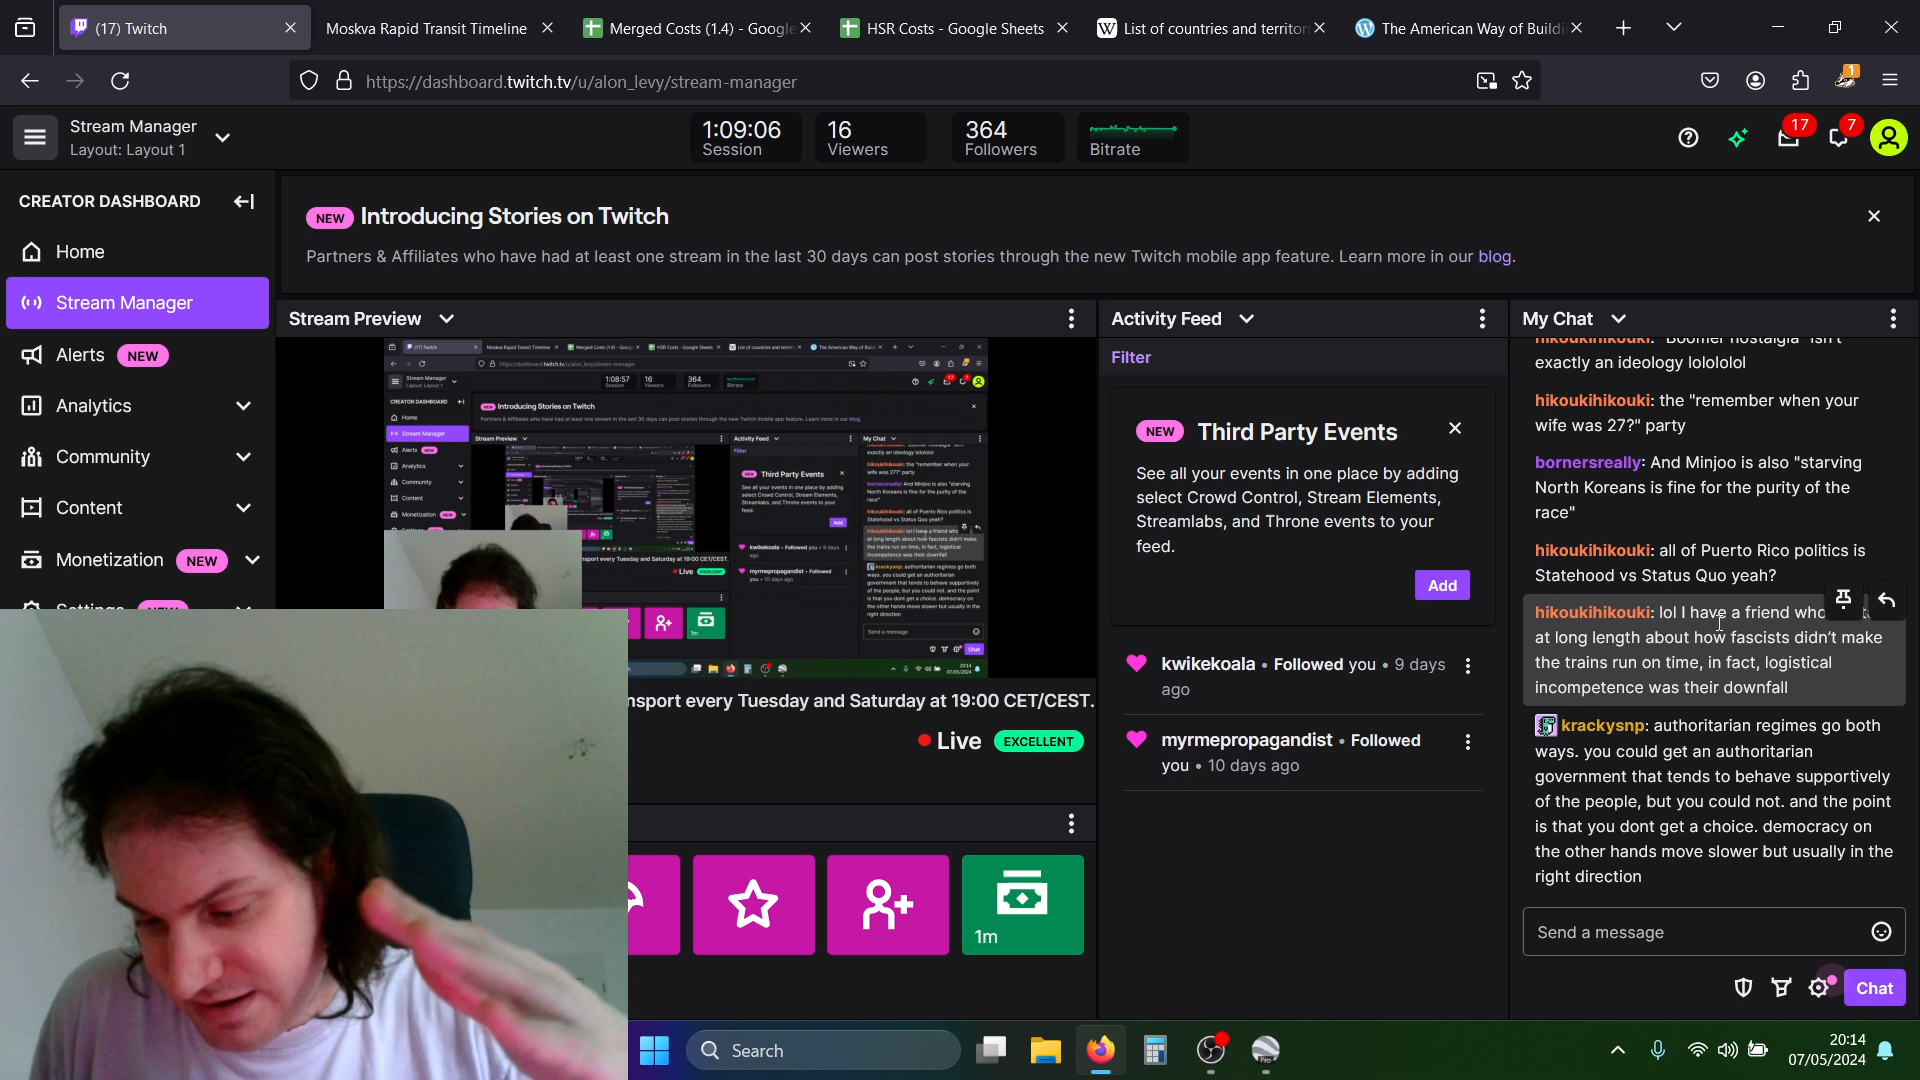 (17) Twitch
Moskva Rapid Transit Timeline
Merged Costs (1.4) - Google
HSR Costs - Google Sheets
List of countries and territori
The American Way of Buildi
https://dashboard.twitch.tv/u/alon_levy/stream-manager
1
Stream Manager
Layout: Layout 1
1:09:06
Session
16
Viewers
364
Followers
Bitrate
17
7
CREATOR DASHBOARD
Home
Stream Manager
Alerts NEW
Analytics
Community
Content
Monetization NEW
NEW Introducing Stories on Twitch
Partners & Affiliates who have had at least one stream in the last 30 days can post stories through the new Twitch mobile app feature. Learn more in our blog.
Stream Preview
nsport every Tuesday and Saturday at 19:00 CET/CEST.
Live EXCELLENT
1m
Activity Feed
Filter
NEW Third Party Events
See all your events in one place by adding
select Crowd Control, Stream Elements,
Streamlabs, and Throne events to your
feed.
Add
kwikekoala • Followed you • 9 days
ago
myrmepropagandist • Followed
you • 10 days ago
My Chat
hikoukihikouki: "Boomer nostalgia" isn't
exactly an ideology lolololol
hikoukihikouki: the "remember when your
wife was 27?" party
bornersreally: And Minjoo is also "starving
North Koreans is fine for the purity of the
race"
hikoukihikouki: all of Puerto Rico politics is
Statehood vs Status Quo yeah?
hikoukihikouki: lol I have a friend who
at long length about how fascists didn't make
the trains run on time, in fact, logistical
incompetence was their downfall
krackysnp: authoritarian regimes go both
ways. you could get an authoritarian
government that tends to behave supportively
of the people, but you could not. and the point
is that you dont get a choice. democracy on
the other hands move slower but usually in the
right direction
Send a message
Chat
Search
20:14
07/05/2024